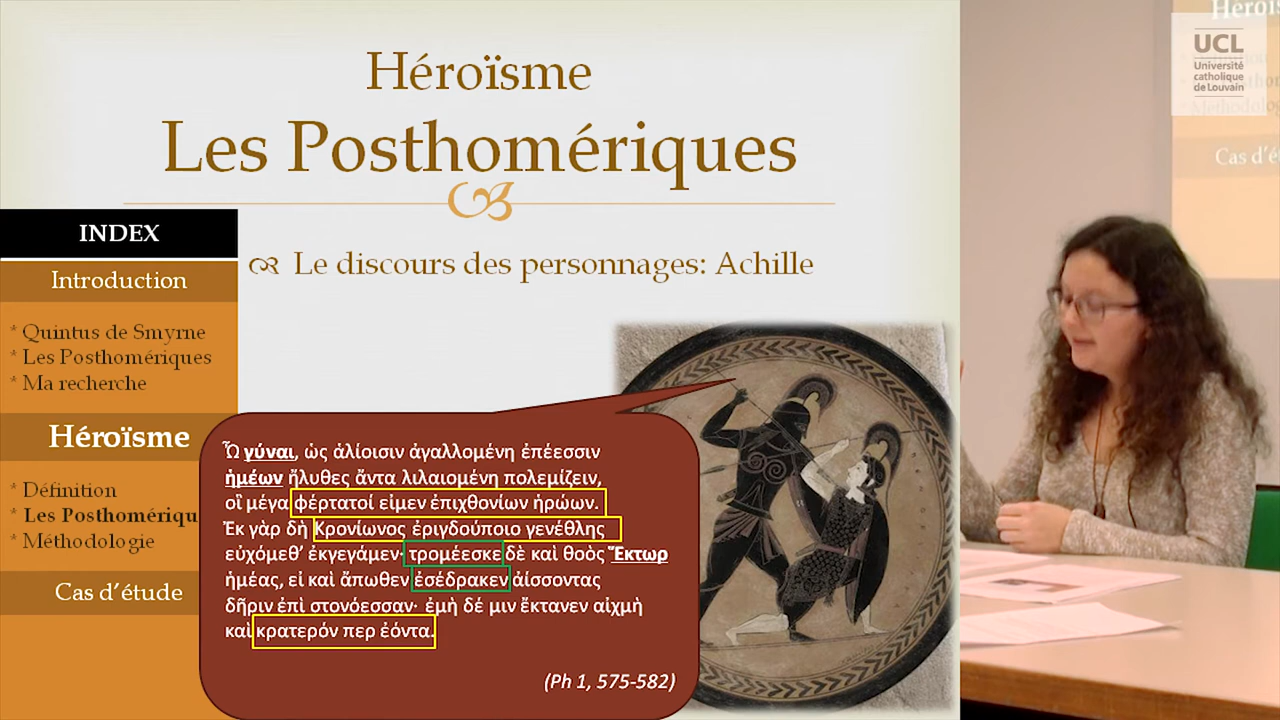 Héroïsme
Les Posthomériques
INDEX
Introduction
* Quintus de Smyrne
* Les Posthomériques
* Ma recherche
Héroïsme
* Définition
* Les Posthomériqu
* Méthodologie
Cas d'étude
Le discours des personnages: Achille
Ὦ γύναι, ὡς ἁλίοισιν ἀγαλλομένη ἐπέεσσιν
ἡμέων ἤλυθες ἄντα λιλαιομένη πολεμίζειν,
οἳ μέγα φέρτατοί εἰμεν ἐπιχθονίων ἡρώων.
Ἐκ γὰρ δὴ Κρονίωνος ἐριγδούποιο γενέθλης
εὐχόμεθ’ ἐκγεγάμεν· τρομέεσκε δὲ καὶ θοὸς Ἕκτωρ
ἡμέας, εἰ καὶ ἄπωθεν ἐσέδρακεν ἀίσσοντας
δῆριν ἐπὶ στονόεσσαν· ἐμὴ δέ μιν ἔκτανεν αἰχμὴ
καὶ κρατερόν περ ἐόντα.
(Ph 1, 575-582)
UCL
Université
catholique
de Louvain
Cas d'é